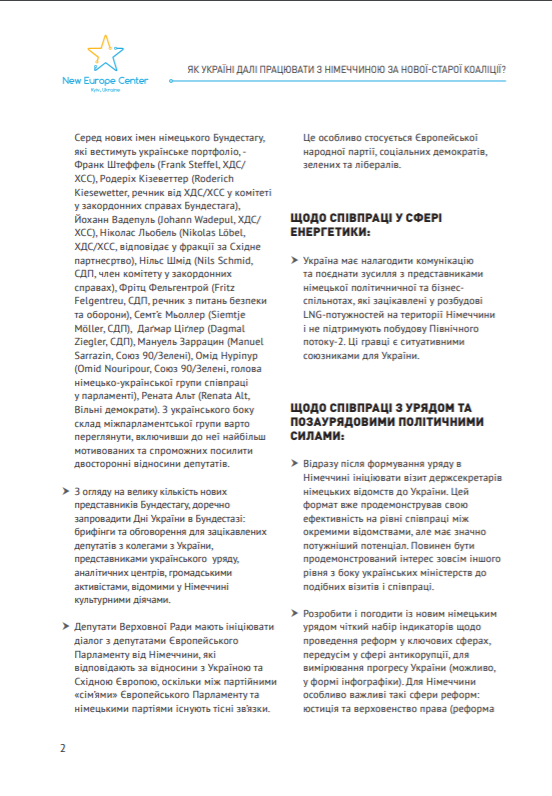 New Europe Center
Kyiv, Ukraine
ЯК УКРАЇНІ ДАЛІ ПРАЦЮВАТИ З НІМЕЧЧИНОЮ ЗА НОВОЇ-СТАРОЇ КОАЛІЦІЇ?
Серед нових імен німецького Бундестагу,
які вестимуть українське портфоліо, -
Франк Штеффель (Frank Steffel, ХДС/
ХСС), Родеріх Кізеветтер (Roderich
Kiesewetter, речник від ХДС/ХСС у комітеті
у закордонних справах Бундестага),
Йоханн Вадепуль (Johann Wadepul, ХДС/
ХСС), Ніколас Льобель (Nikolas Löbel,
ХДС/ХСС, відповідає у фракції за Східне
партнесртво), Нільс Шмід (Nils Schmid,
СДП, член комітету у закордонних
справах), Фрітц Фельгентрой (Fritz
Felgentreu, СДП, речник з питань безпеки
та оборони), Семт'є Мьоллер (Siemtje
Möller, СДП),  Даґмар Ціґлер (Dagmal
Ziegler, СДП), Мануель Заррацин (Manuel
Sarrazin, Союз 90/Зелені), Омід Нуріпур
(Omid Nouripour, Союз 90/Зелені, голова
німецько-української групи співпраці
у парламенті), Рената Альт (Renata Alt,
Вільні демократи). З українського боку
склад міжпарламентської групи варто
переглянути, включивши до неї найбільш
мотивованих та спроможних посилити
двосторонні відносини депутатів.
З огляду на велику кількість нових
представників Бундестагу, доречно
запровадити Дні України в Бундестазі:
брифінги та обговорення для зацікавлених
депутатів з колегами з України,
представниками українського  уряду,
аналітичних центрів, громадськими
активістами, відомими у Німеччині
культурними діячами.
Депутати Верховної Ради мають ініціювати
діалог з депутатами Європейського
Парламенту від Німеччини, які
відповідають за відносини з Україною та
Східною Європою, оскільки між партійними
«сім'ями» Європейського Парламенту та
німецькими партіями існують тісні зв'язки.
Це особливо стосується Європейської
народної партії, соціальних демократів,
зелених та лібералів.
ЩОДО СПІВПРАЦІ У СФЕРІ
ЕНЕРГЕТИКИ:
Україна має налагодити комунікацію
та поєднати зусилля з представниками
німецької політичничної та бізнес-
спільнотах, які зацікавлені у розбудові
LNG-потужностей на території Німеччини
і не підтримують побудову Північного
потоку-2. Ці гравці є ситуативними
союзниками для України.
ЩОДО СПІВПРАЦІ З УРЯДОМ ТА
ПОЗАУРЯДОВИМИ ПОЛІТИЧНИМИ
СИЛАМИ:
Відразу після формування уряду в
Німеччині ініціювати візит держсекретарів
німецьких відомств до України. Цей
формат вже продемонстрував свою
ефективність на рівні співпраці між
окремими відомствами, але має значно
потужніший потенціал. Повинен бути
продемонстрований інтерес зовсім іншого
рівня з боку українських міністерств до
подібних візитів і співпраці.
Розробити і погодити із новим німецьким
урядом чіткий набір індикаторів щодо
проведення реформ у ключових сферах,
передусім у сфері антикорупції, для
вимірювання прогресу України (можливо,
у формі інфографіки). Для Німеччини
особливо важливі такі сфери реформ:
юстиція та верховенство права (реформа
2